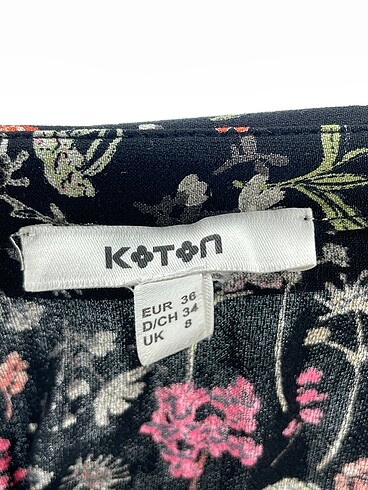 KOTON
EUR 36
D/CH 34
UK 8